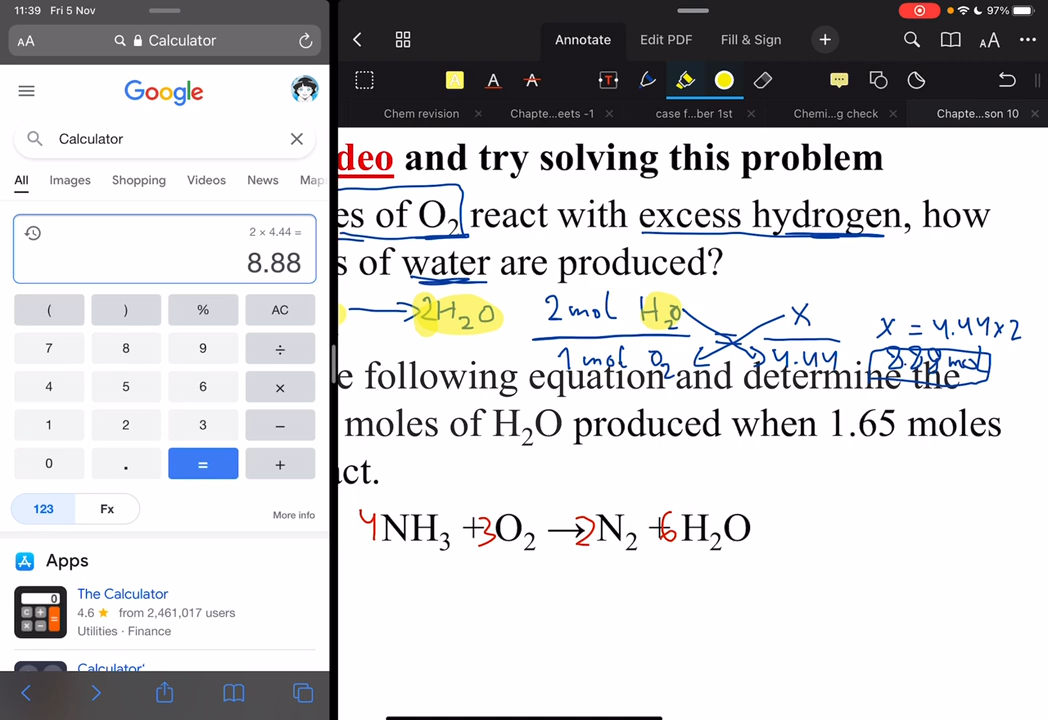 11:39 Fri 5 Nov
97%
AA Calculator
Google
Calculator
All Images Shopping Videos News Map
2 × 4.44 =
8.88
( ) % AC
7 8 9 ÷
4 5 6 ×
1 2 3 −
0 . = +
123 Fx
More info
Apps
The Calculator
4.6 ★ from 2,461,017 users
Utilities · Finance
Calculator'
Annotate Edit PDF Fill & Sign
AA
Chem revision × Chapte...eets -1 × case f...ber 1st × Chemi...g check × Chapte...son 10 ×
deo and try solving this problem
es of O₂ react with excess hydrogen, how
s of water are produced?
→ 2H₂O 2 mol H₂O X X = 4.44×2
1 mol O₂ 4.44 8.88 mol
e following equation and determine the
moles of H₂O produced when 1.65 moles
ct.
4NH₃ + 3O₂ → 2N₂ + 6H₂O